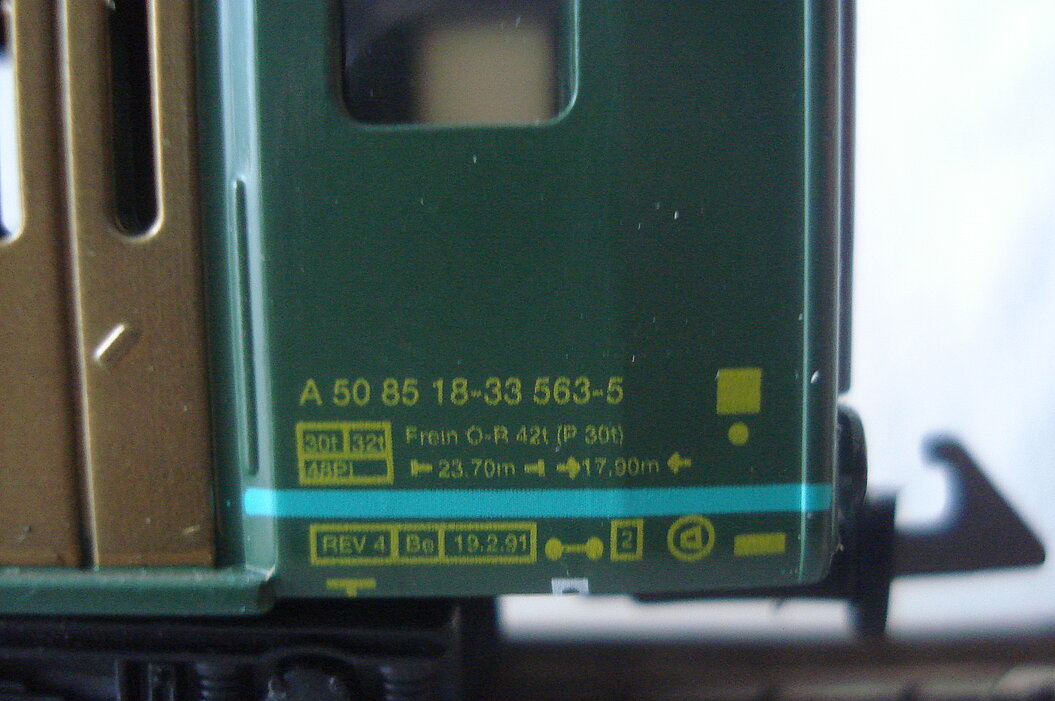 A 50 85 18-33 563-5
30t 32t
48Pl
Frein O-R 42t (P 30t)
23.70m 17.90m
REV 4 Be 19.2.91 2